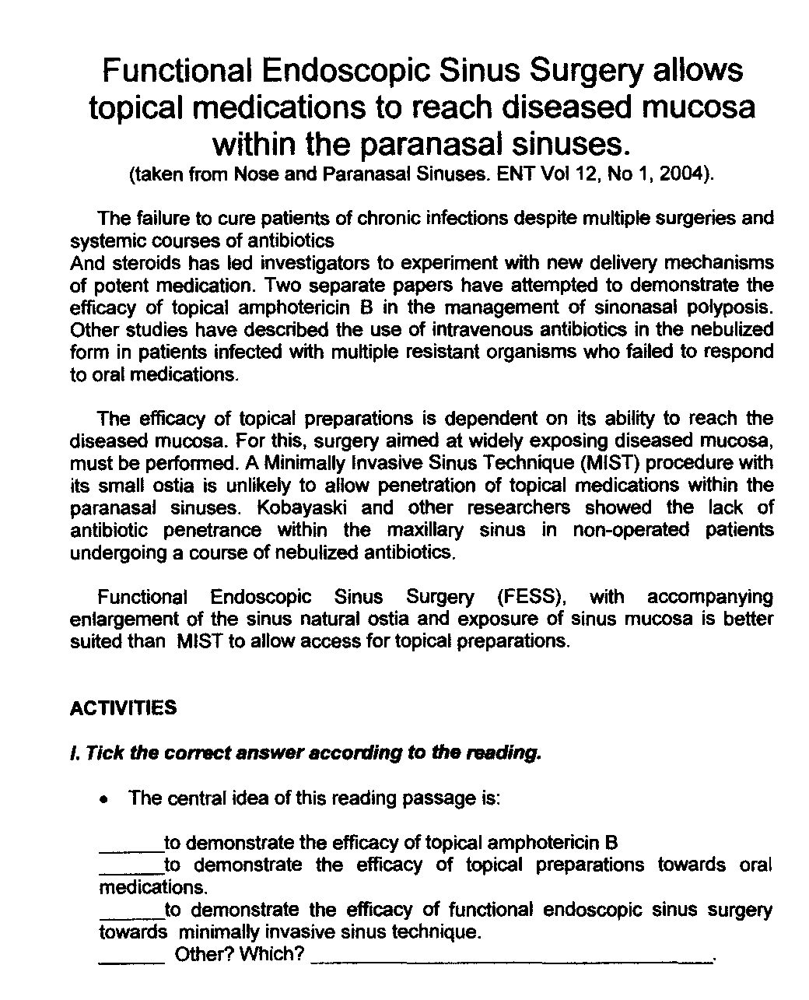 Functional Endoscopic Sinus Surgery allows
topical medications to reach diseased mucosa
within the paranasal sinuses.
(taken from Nose and Paranasal Sinuses. ENT Vol 12, No 1, 2004).
The failure to cure patients of chronic infections despite multiple surgeries and
systemic courses of antibiotics
And steroids has led investigators to experiment with new delivery mechanisms
of potent medication. Two separate papers have attempted to demonstrate the
efficacy of topical amphotericin B in the management of sinonasal polyposis.
Other studies have described the use of intravenous antibiotics in the nebulized
form in patients infected with multiple resistant organisms who failed to respond
to oral medications.
The efficacy of topical preparations is dependent on its ability to reach the
diseased mucosa. For this, surgery aimed at widely exposing diseased mucosa,
must be performed. A Minimally Invasive Sinus Technique (MIST) procedure with
its small ostia is unlikely to allow penetration of topical medications within the
paranasal sinuses. Kobayaski and other researchers showed the lack of
antibiotic penetrance within the maxillary sinus in non-operated patients
undergoing a course of nebulized antibiotics.
Functional Endoscopic Sinus Surgery (FESS), with accompanying
enlargement of the sinus natural ostia and exposure of sinus mucosa is better
suited than MIST to allow access for topical preparations.
ACTIVITIES
I. Tick the correct answer according to the reading.
• The central idea of this reading passage is:
______to demonstrate the efficacy of topical amphotericin B
______to demonstrate the efficacy of topical preparations towards oral
medications.
______to demonstrate the efficacy of functional endoscopic sinus surgery
towards minimally invasive sinus technique.
______ Other? Which? _____________________________________.